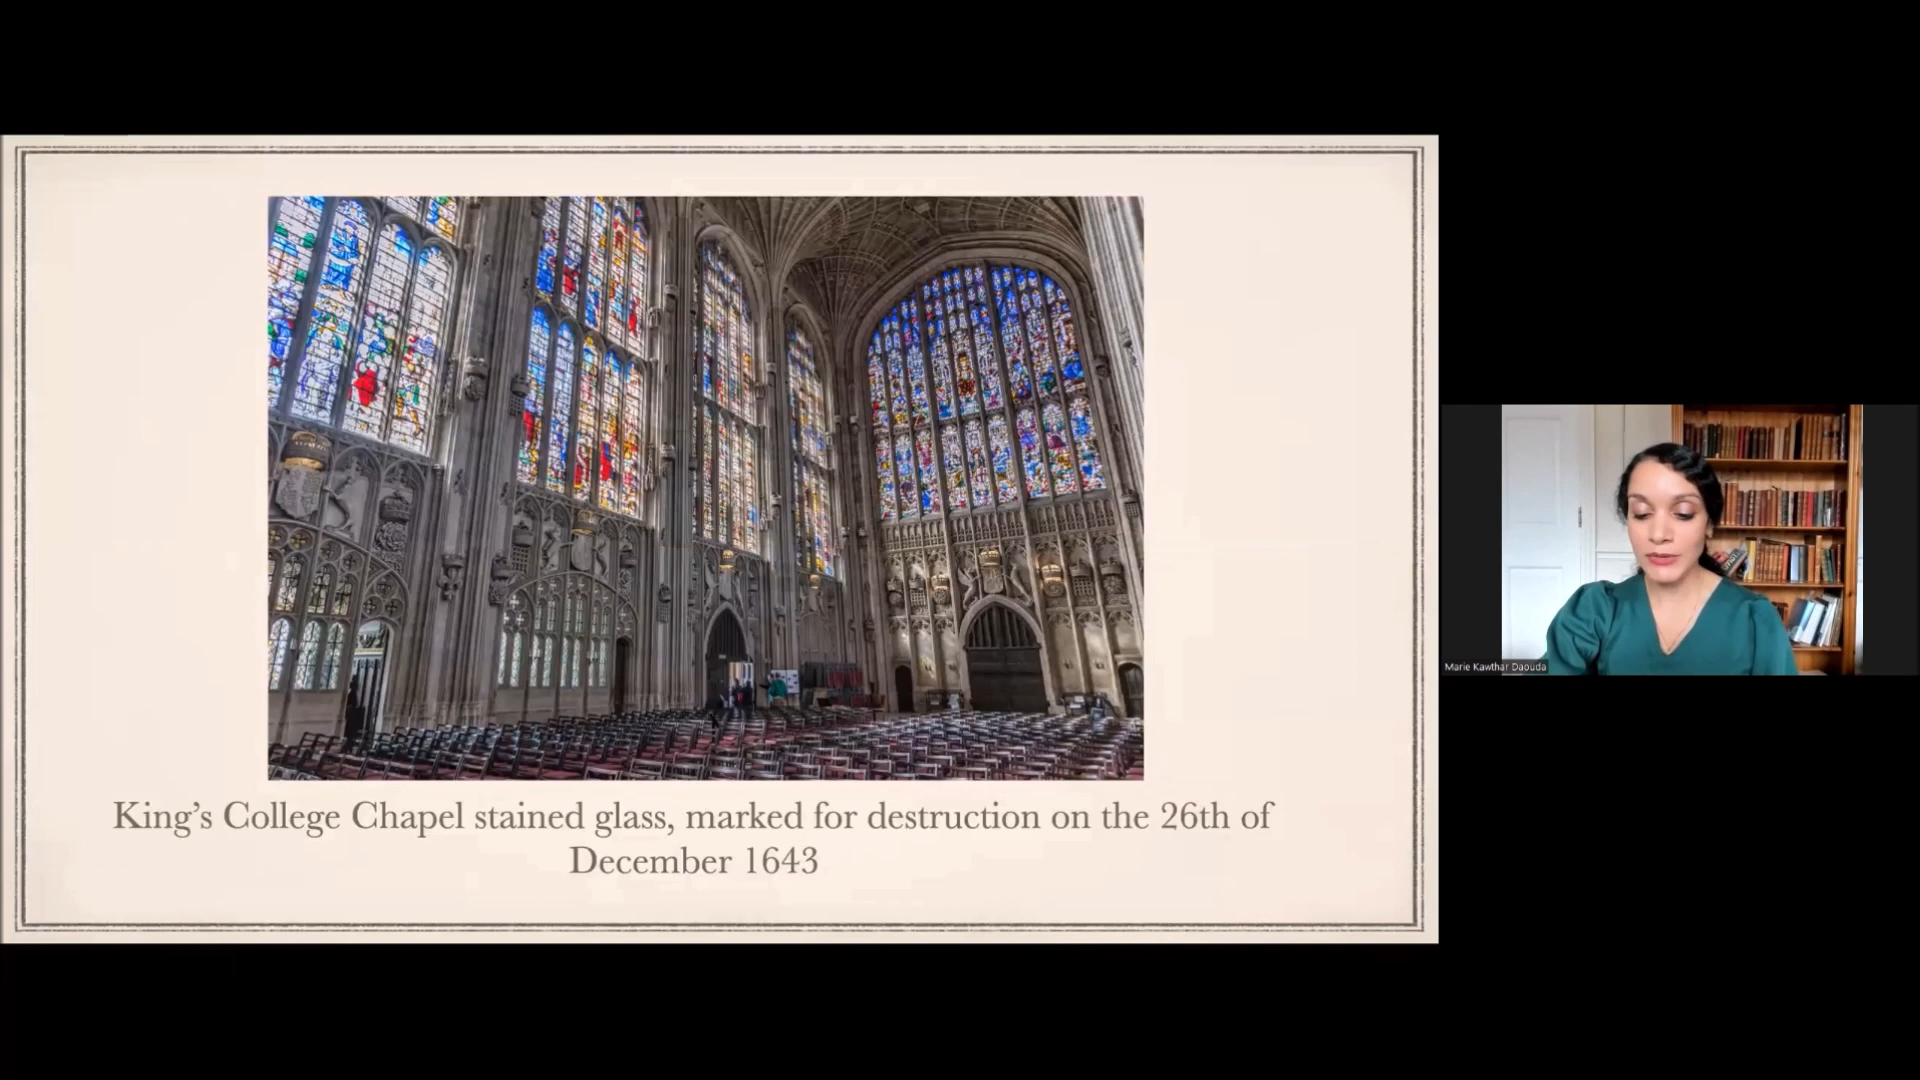 King’s College Chapel stained glass, marked for destruction on the 26th of
December 1643
Marie Kawthar Daouda